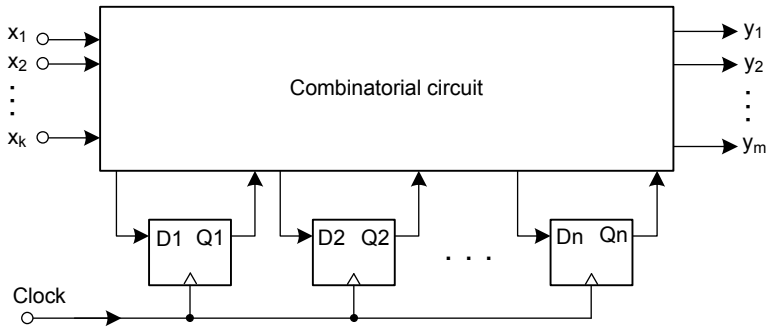 x1
x2
xk
Combinatorial circuit
y1
y2
ym
D1 Q1
D2 Q2
Dn Qn
Clock